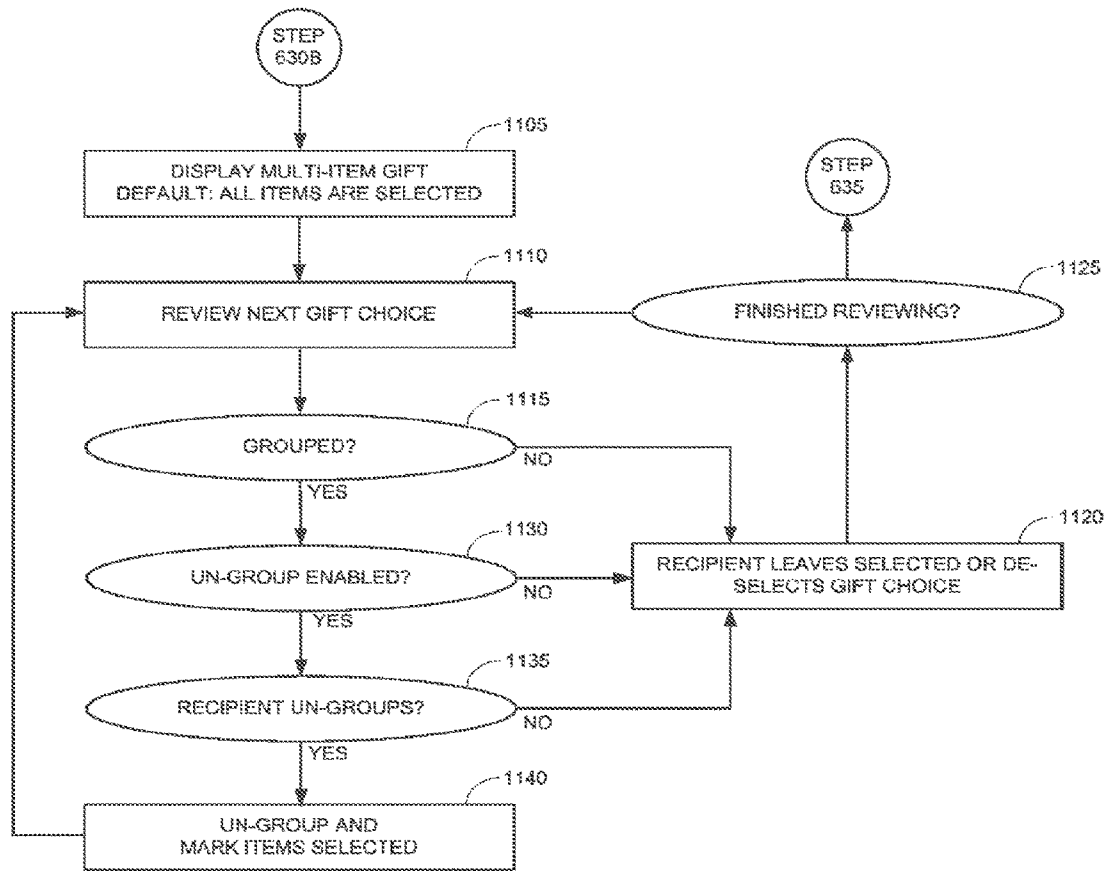 STEP
630B
1105
DISPLAY MULTI-ITEM GIFT
DEFAULT: ALL ITEMS ARE SELECTED
STEP
635
1110
REVIEW NEXT GIFT CHOICE
1125
FINISHED REVIEWING?
1115
GROUPED?
NO
YES
1130
UN-GROUP ENABLED?
NO
YES
1120
RECIPIENT LEAVES SELECTED OR DE-
SELECTS GIFT CHOICE
1135
RECIPIENT UN-GROUPS?
NO
YES
1140
UN-GROUP AND
MARK ITEMS SELECTED